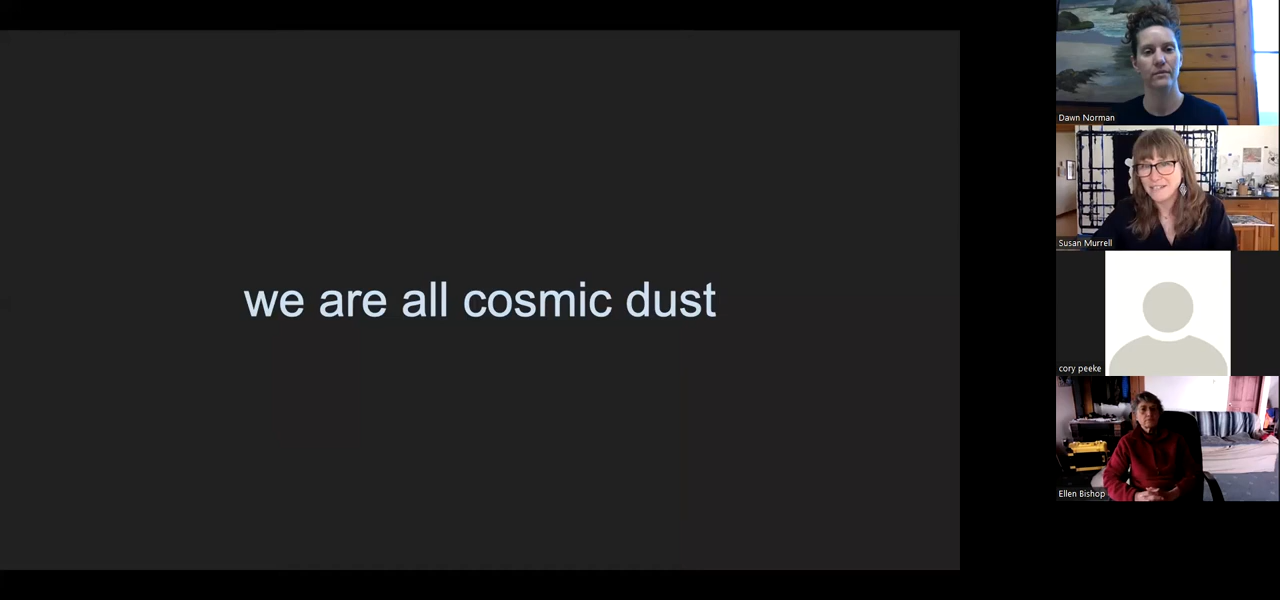 we are all cosmic dust
Dawn Norman
Susan Murrell
cory peeke
Ellen Bishop